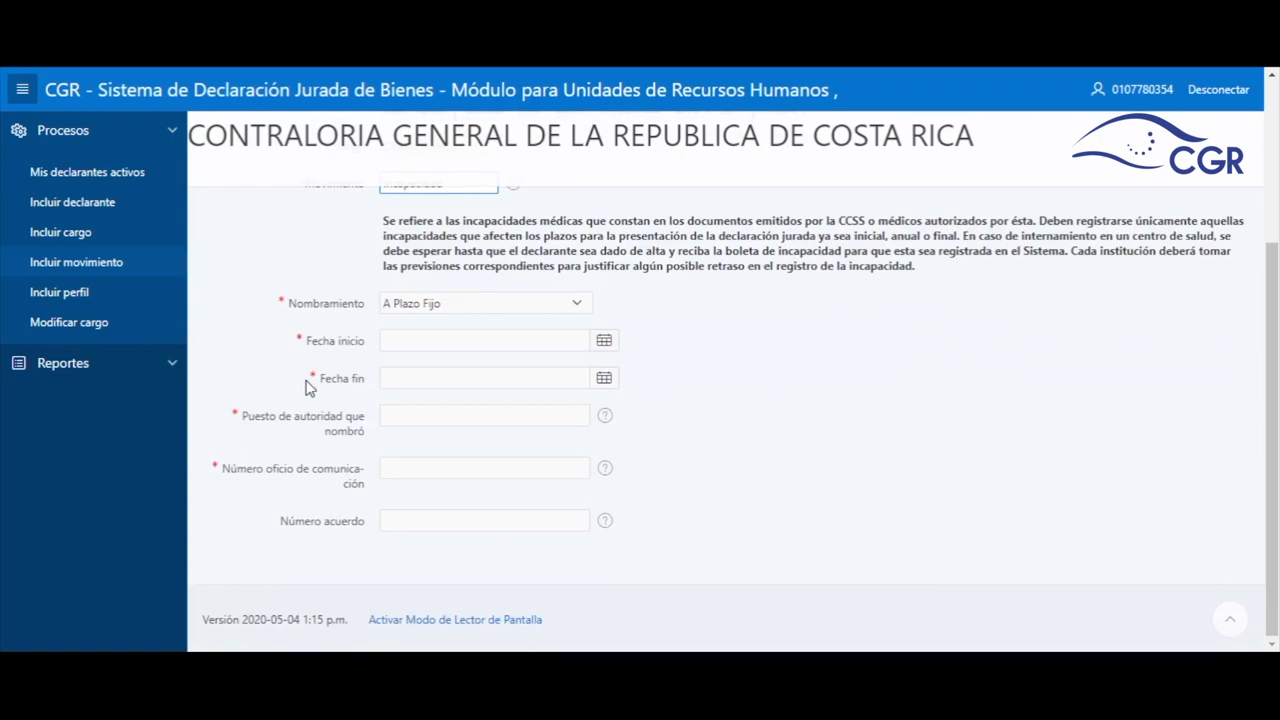 CGR - Sistema de Declaración Jurada de Bienes - Módulo para Unidades de Recursos Humanos ,
0107780354
Desconectar
Procesos
Mis declarantes activos
Incluir declarante
Incluir cargo
Incluir movimiento
Incluir perfil
Modificar cargo
Reportes
CONTRALORIA GENERAL DE LA REPUBLICA DE COSTA RICA
CGR
Se refiere a las incapacidades médicas que constan en los documentos emitidos por la CCSS o médicos autorizados por ésta. Deben registrarse únicamente aquellas
incapacidades que afecten los plazos para la presentación de la declaración jurada ya sea inicial, anual o final. En caso de internamiento en un centro de salud, se
debe esperar hasta que el declarante sea dado de alta y reciba la boleta de incapacidad para que esta sea registrada en el Sistema. Cada institución deberá tomar
las previsiones correspondientes para justificar algún posible retraso en el registro de la incapacidad.
* Nombramiento
A Plazo Fijo
* Fecha inicio
* Fecha fin
* Puesto de autoridad que
nombró
* Número oficio de comunica-
ción
Número acuerdo
Versión 2020-05-04 1:15 p.m.
Activar Modo de Lector de Pantalla